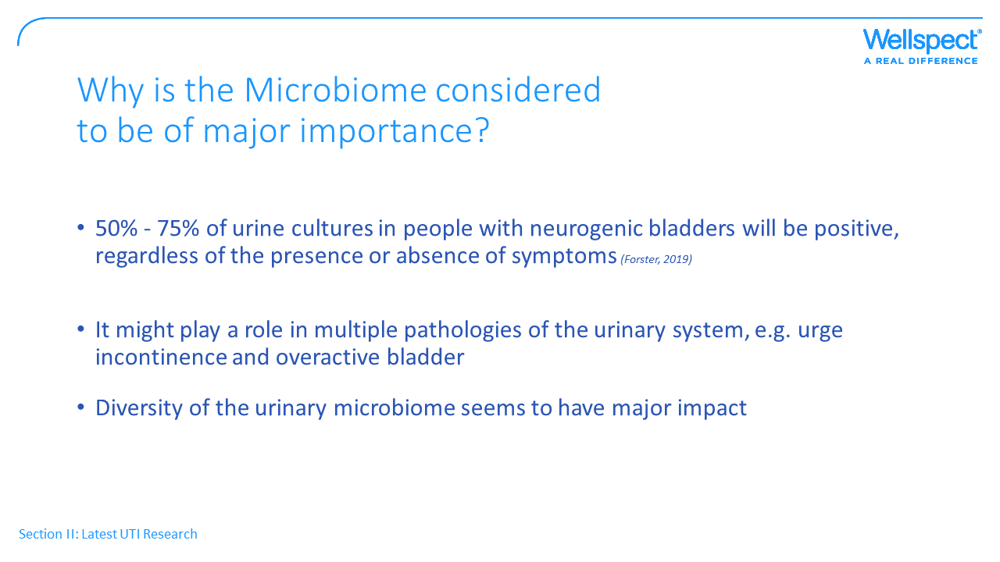 Wellspect®
A REAL DIFFERENCE
Why is the Microbiome considered
to be of major importance?
• 50% - 75% of urine cultures in people with neurogenic bladders will be positive,
regardless of the presence or absence of symptoms (Forster, 2019)
• It might play a role in multiple pathologies of the urinary system, e.g. urge
incontinence and overactive bladder
• Diversity of the urinary microbiome seems to have major impact
Section II: Latest UTI Research